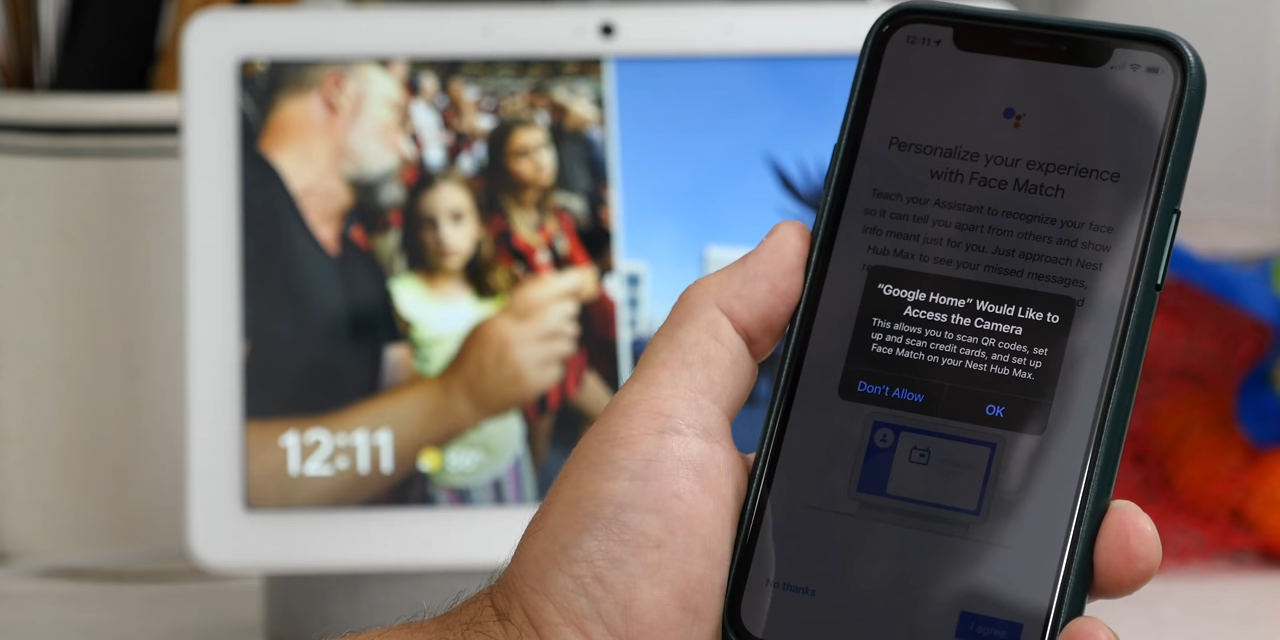 12:11
12:11
Personalize your experience
with Face Match
Teach your Assistant to recognize your face
so it can tell you apart from others and show
info meant just for you. Just approach Nest
Hub Max to see your missed messages,
“Google Home” Would Like to
Access the Camera
This allows you to scan QR codes, set
up and scan credit cards, and set up
Face Match on your Nest Hub Max.
Don’t Allow
OK
No thanks
I agree